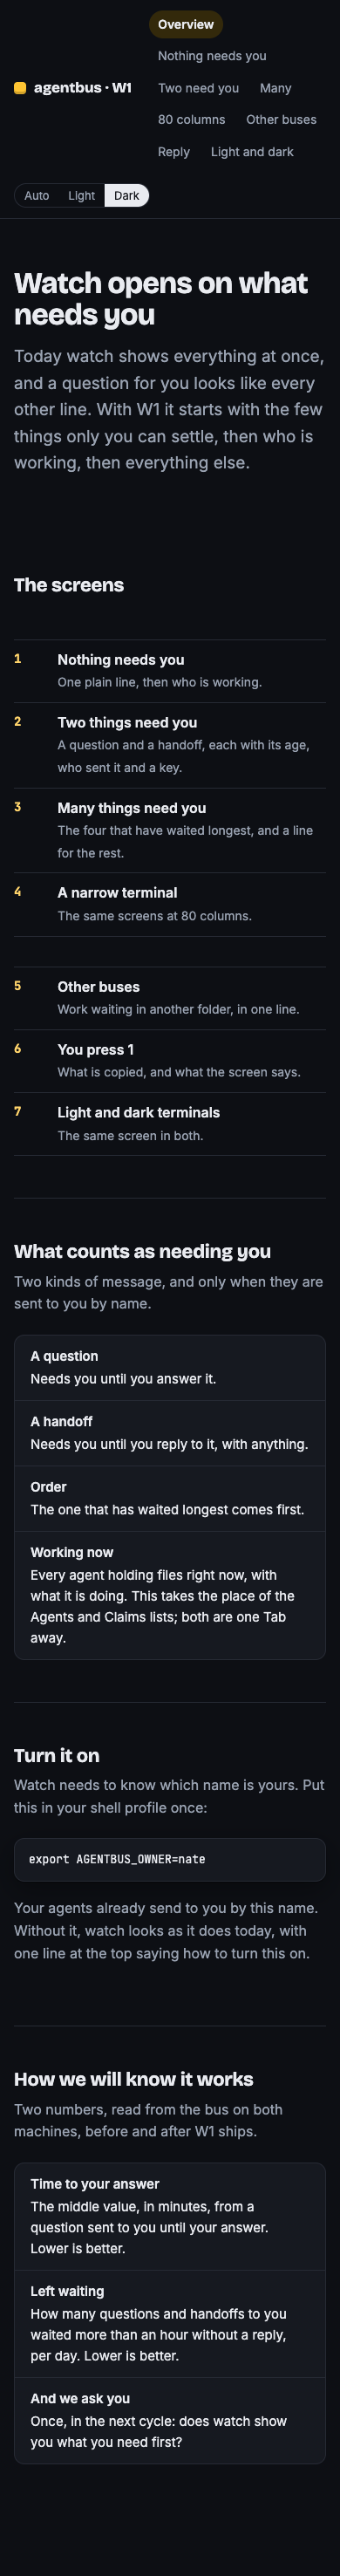 agentbus · W1
Overview
Nothing needs you
Two need you
Many
80 columns
Other buses
Reply
Light and dark
Auto
Light
Dark
Watch opens on what
needs you
Today watch shows everything at once,
and a question for you looks like every
other line. With W1 it starts with the few
things only you can settle, then who is
working, then everything else.
The screens
1
Nothing needs you
One plain line, then who is working.
2
Two things need you
A question and a handoff, each with its age,
who sent it and a key.
3
Many things need you
The four that have waited longest, and a line
for the rest.
4
A narrow terminal
The same screens at 80 columns.
5
Other buses
Work waiting in another folder, in one line.
6
You press 1
What is copied, and what the screen says.
7
Light and dark terminals
The same screen in both.
What counts as needing you
Two kinds of message, and only when they are
sent to you by name.
A question
Needs you until you answer it.
A handoff
Needs you until you reply to it, with anything.
Order
The one that has waited longest comes first.
Working now
Every agent holding files right now, with
what it is doing. This takes the place of the
Agents and Claims lists; both are one Tab
away.
Turn it on
Watch needs to know which name is yours. Put
this in your shell profile once:
export AGENTBUS_OWNER=nate
Your agents already send to you by this name.
Without it, watch looks as it does today, with
one line at the top saying how to turn this on.
How we will know it works
Two numbers, read from the bus on both
machines, before and after W1 ships.
Time to your answer
The middle value, in minutes, from a
question sent to you until your answer.
Lower is better.
Left waiting
How many questions and handoffs to you
waited more than an hour without a reply,
per day. Lower is better.
And we ask you
Once, in the next cycle: does watch show
you what you need first?